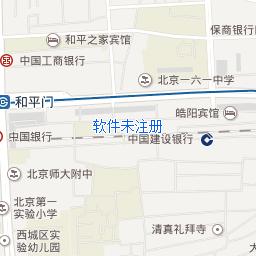 保商银行
和平之家宾馆
中国工商银行
北京一六一中学
和平门
皓阳宾馆
中国银行
软件未注册
中国建设银行
北京师大附中
北京第一
实验小学
清真礼拜寺
西城区实
验幼儿园